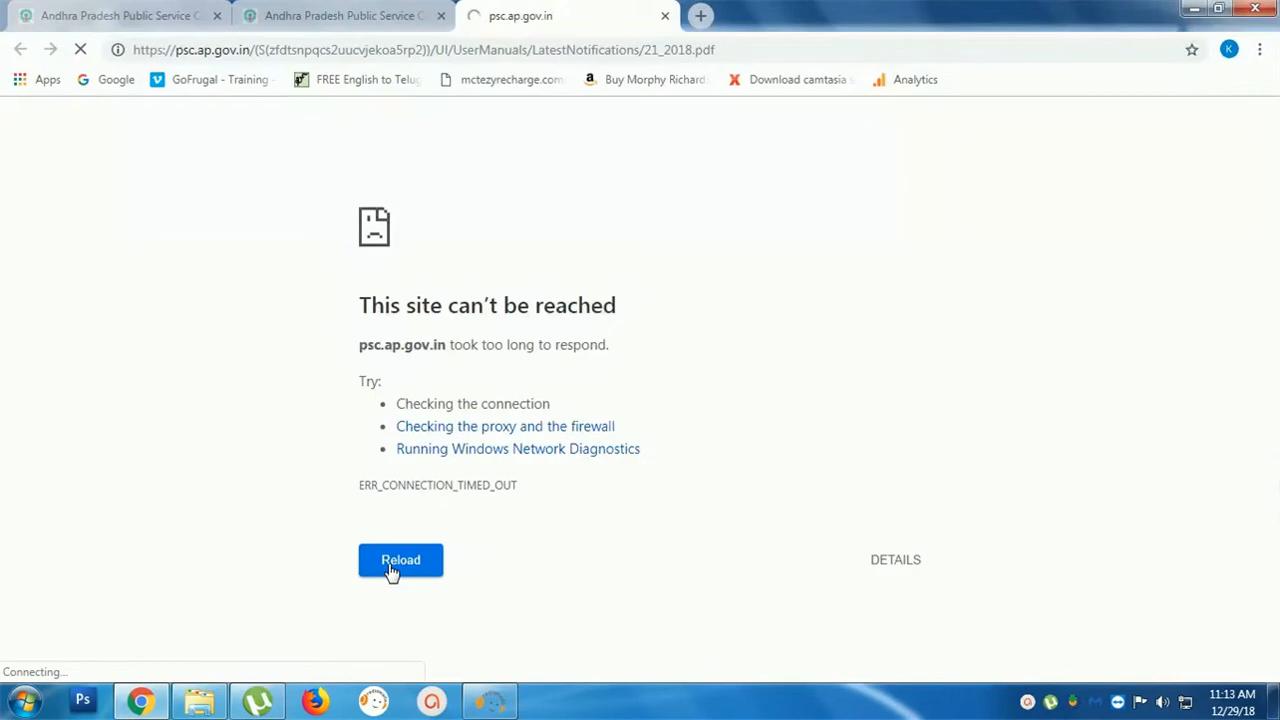 Andhra Pradesh Public Service C
Andhra Pradesh Public Service C
psc.ap.gov.in
https://psc.ap.gov.in/(S(zfdtsnpqcs2uucvjekoa5rp2))/UI/UserManuals/LatestNotifications/21_2018.pdf
K
Apps
Google
GoFrugal - Training
FREE English to Telug
mctezyrecharge.com
Buy Morphy Richard
Download camtasia s
Analytics
This site can't be reached
psc.ap.gov.in took too long to respond.
Try:
Checking the connection
Checking the proxy and the firewall
Running Windows Network Diagnostics
ERR_CONNECTION_TIMED_OUT
Reload
DETAILS
Connecting...
Ps
11:13 AM
12/29/18